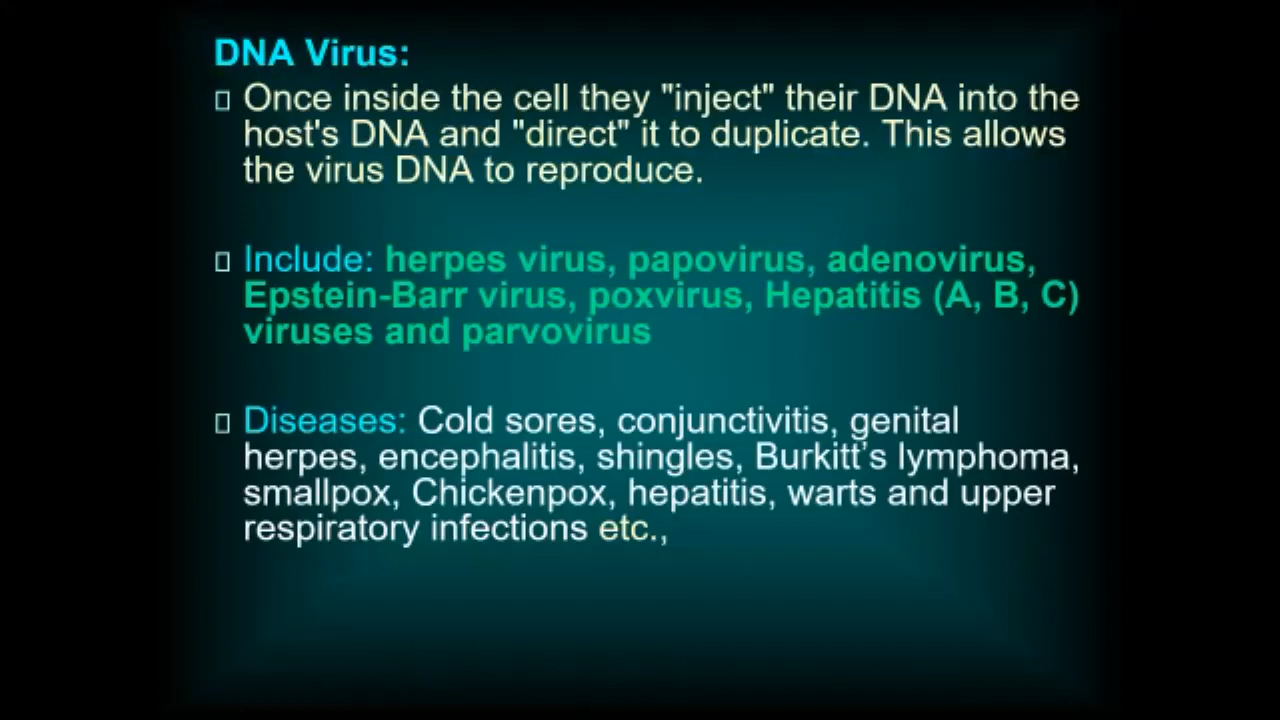 DNA Virus:
Once inside the cell they "inject" their DNA into the
host's DNA and "direct" it to duplicate. This allows
the virus DNA to reproduce.
Include: herpes virus, papovirus, adenovirus,
Epstein-Barr virus, poxvirus, Hepatitis (A, B, C)
viruses and parvovirus
Diseases: Cold sores, conjunctivitis, genital
herpes, encephalitis, shingles, Burkitt’s lymphoma,
smallpox, Chickenpox, hepatitis, warts and upper
respiratory infections etc.,